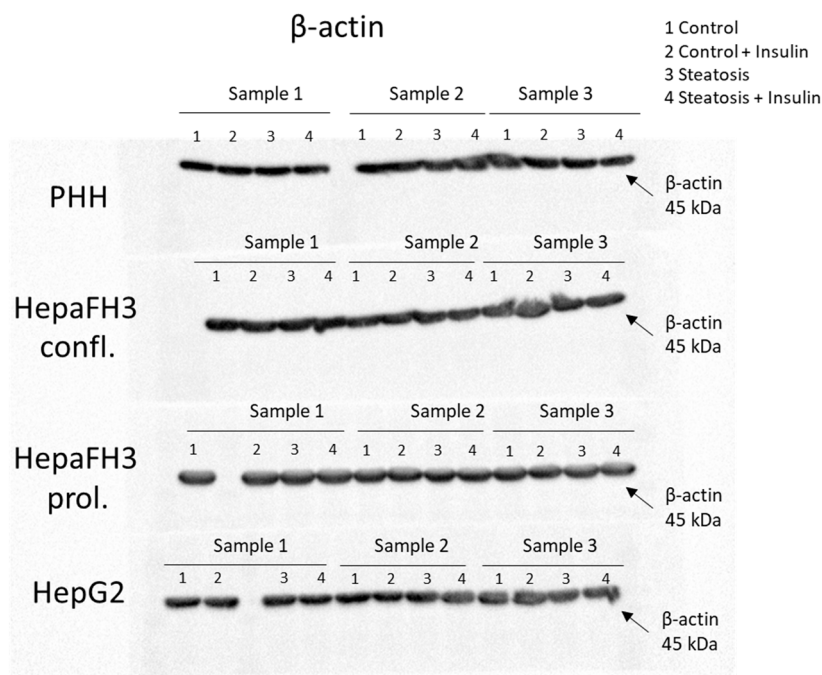 β-actin
1 Control
2 Control + Insulin
3 Steatosis
4 Steatosis + Insulin
Sample 1 Sample 2 Sample 3
1 2 3 4 1 2 3 4 1 2 3 4
PHH
β-actin
45 kDa
Sample 1 Sample 2 Sample 3
1 2 3 4 1 2 3 4 1 2 3 4
HepaFH3
confl.
β-actin
45 kDa
Sample 1 Sample 2 Sample 3
1 2 3 4 1 2 3 4 1 2 3 4
HepaFH3
prol.
β-actin
45 kDa
Sample 1 Sample 2 Sample 3
1 2 3 4 1 2 3 4 1 2 3 4
HepG2
β-actin
45 kDa